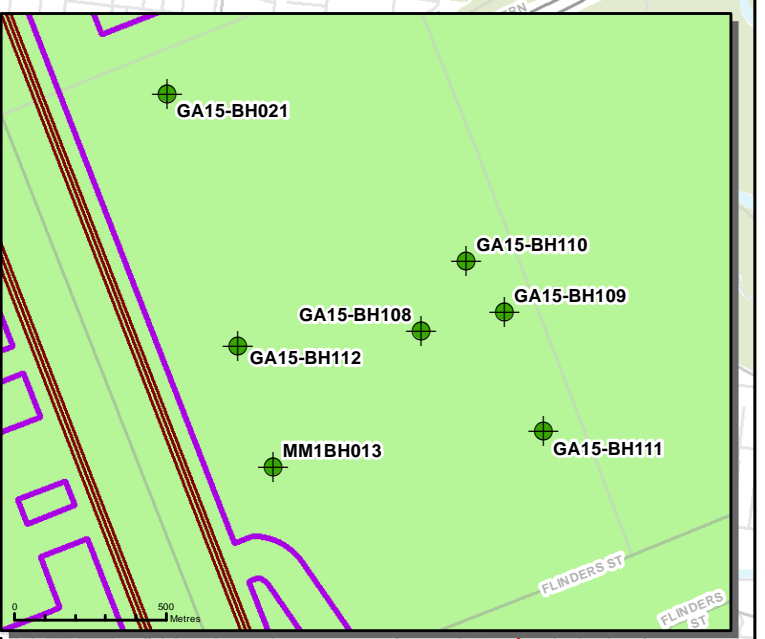 RN
GA15-BH021
GA15-BH110
GA15-BH109
GA15-BH108
GA15-BH112
MM1BH013
GA15-BH111
FLINDERS ST
FLINDERS
ST
0 500
Metres